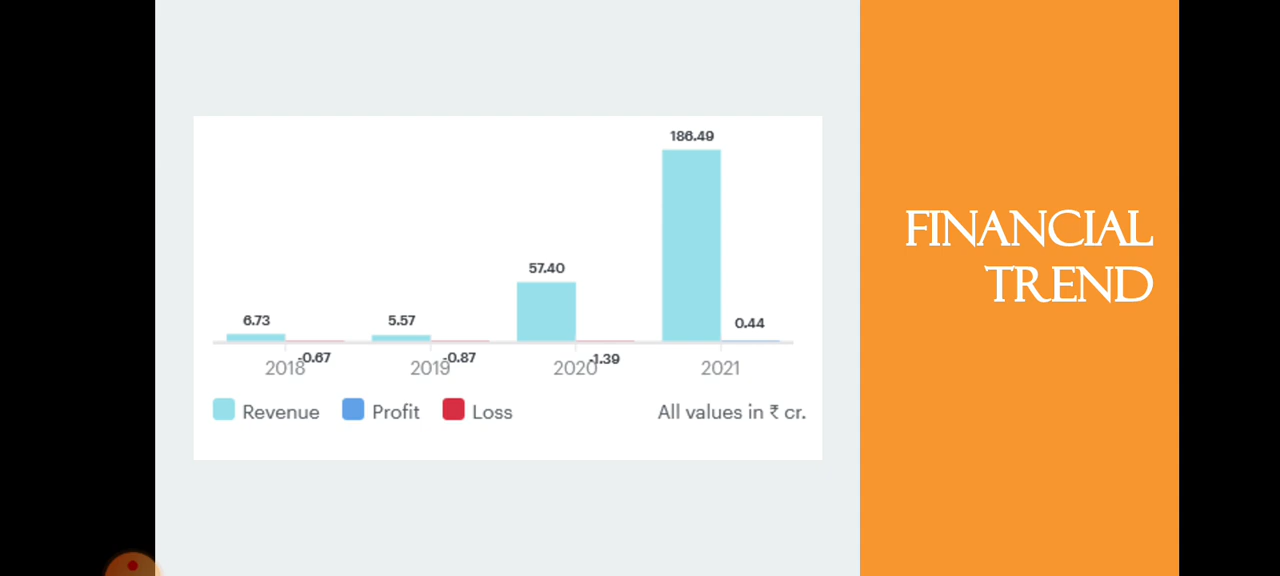 186.49
57.40
6.73 5.57 0.44
-0.67 -0.87 -1.39
2018 2019 2020 2021
Revenue Profit Loss All values in ₹ cr.
FINANCIAL
TREND